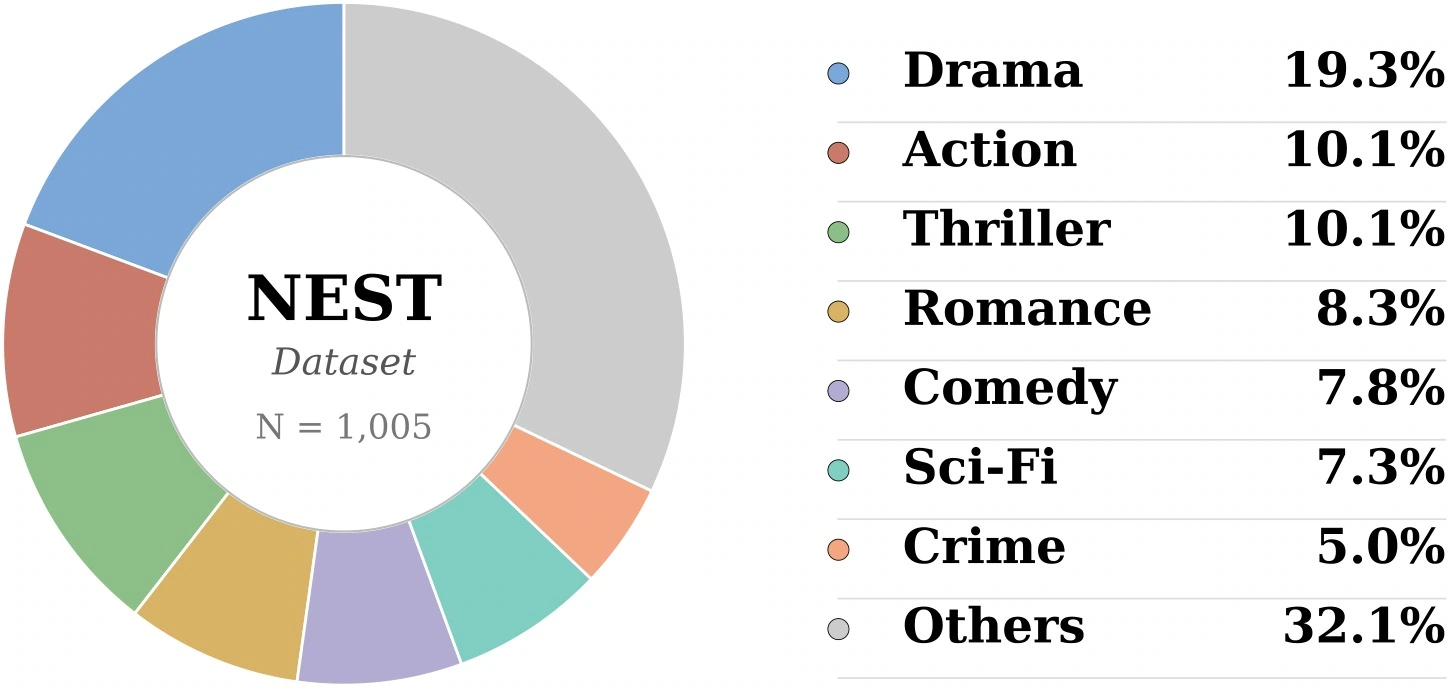 NEST
Dataset
N = 1,005
Drama 19.3%
Action 10.1%
Thriller 10.1%
Romance 8.3%
Comedy 7.8%
Sci-Fi 7.3%
Crime 5.0%
Others 32.1%